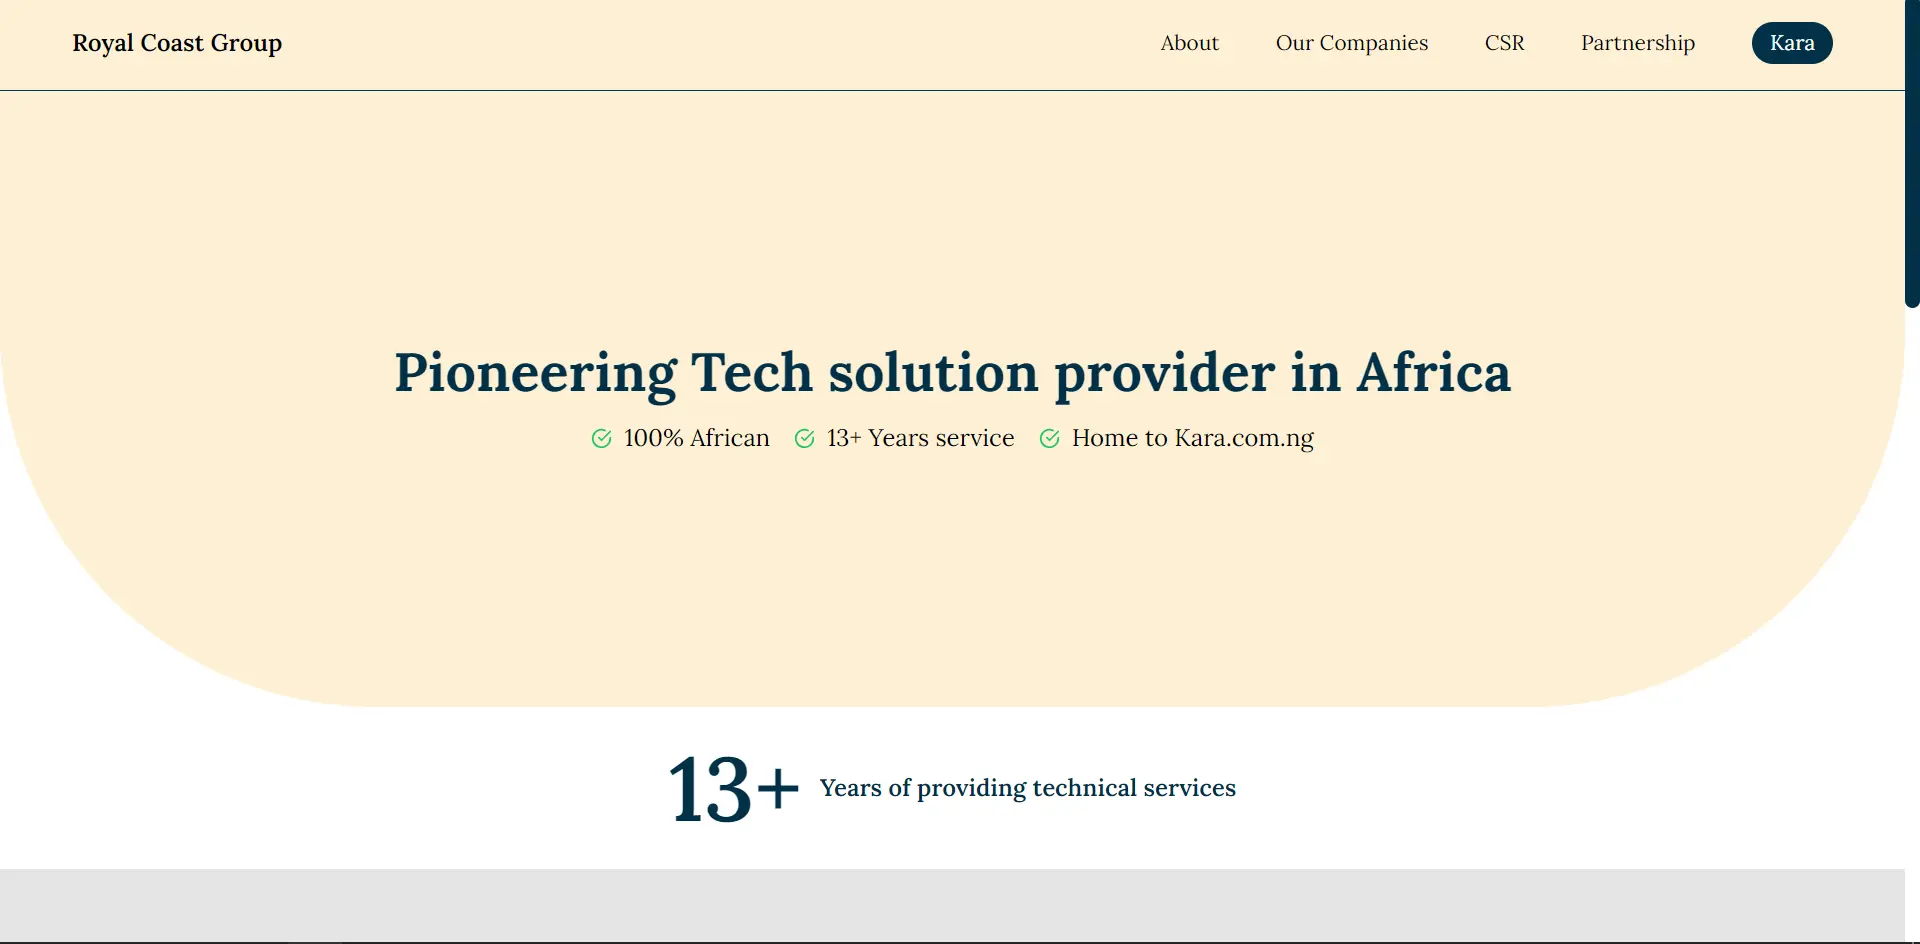 Royal Coast Group
About Our Companies CSR Partnership Kara
Pioneering Tech solution provider in Africa
100% African 13+ Years service Home to Kara.com.ng
13+ Years of providing technical services